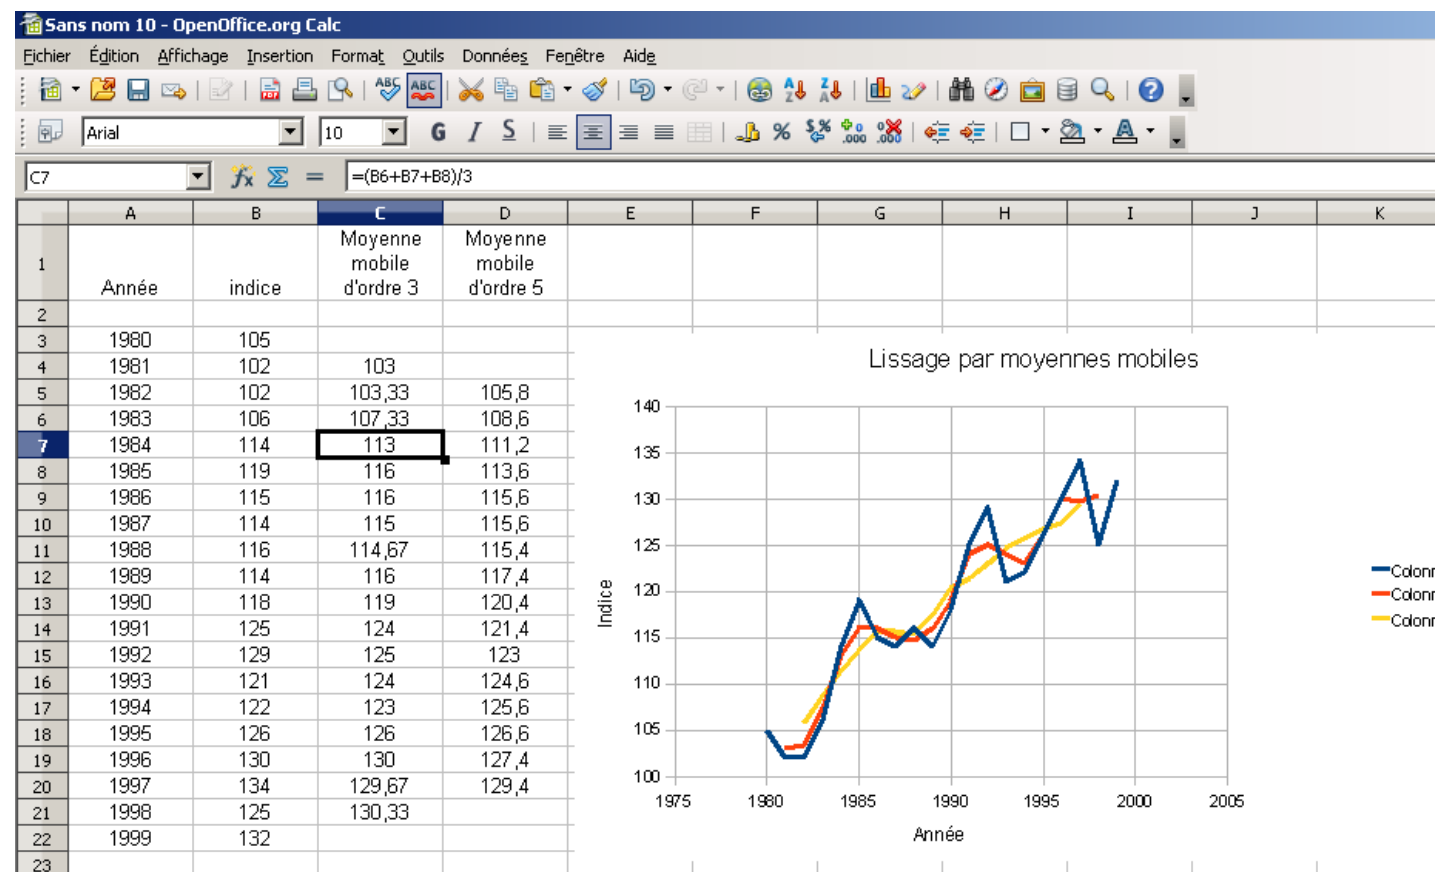 Sans nom 10 - OpenOffice.org Calc
Fichier Édition Affichage Insertion Format Outils Données Fenêtre Aide
Arial 10 G I S
C7 =(B6+B7+B8)/3
A B C D E F G H I J K
1 Année indice Moyenne mobile d'ordre 3 Moyenne mobile d'ordre 5
2
3 1980 105
4 1981 102 103
5 1982 102 103,33 105,8
6 1983 106 107,33 108,6
7 1984 114 113 111,2
8 1985 119 116 113,6
9 1986 115 116 115,6
10 1987 114 115 115,6
11 1988 116 114,67 115,4
12 1989 114 116 117,4
13 1990 118 119 120,4
14 1991 125 124 121,4
15 1992 129 125 123
16 1993 121 124 124,6
17 1994 122 123 125,6
18 1995 126 126 126,6
19 1996 130 130 127,4
20 1997 134 129,67 129,4
21 1998 125 130,33
22 1999 132
23
Lissage par moyennes mobiles
140
135
130
125
120
115
110
105
100
Indice
1975 1980 1985 1990 1995 2000 2005
Année